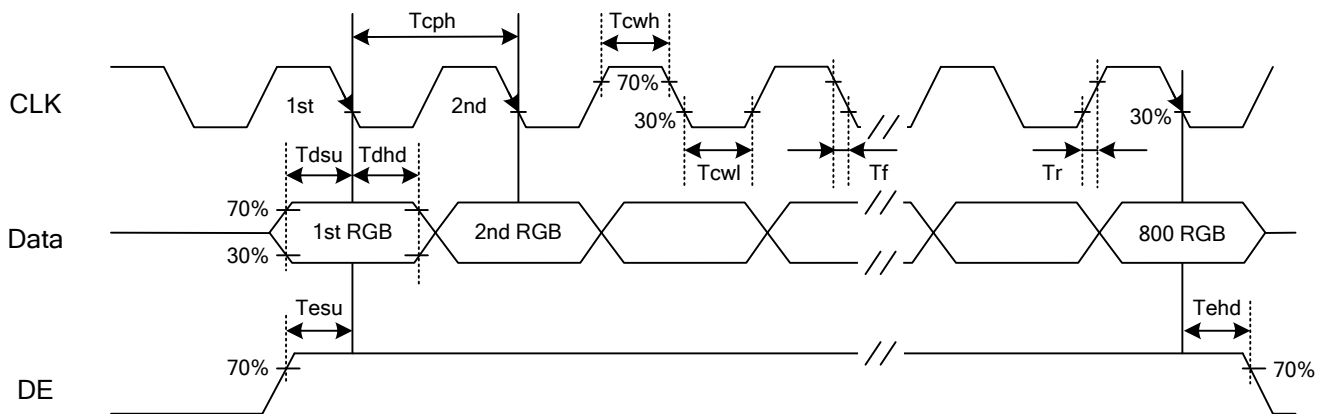 Tcph
Tcwh
CLK
1st
2nd
70%
30%
30%
Tdsu
Tdhd
Tcwl
Tf
Tr
70%
Data
1st RGB
2nd RGB
800 RGB
30%
Tesu
Tehd
70%
70%
DE